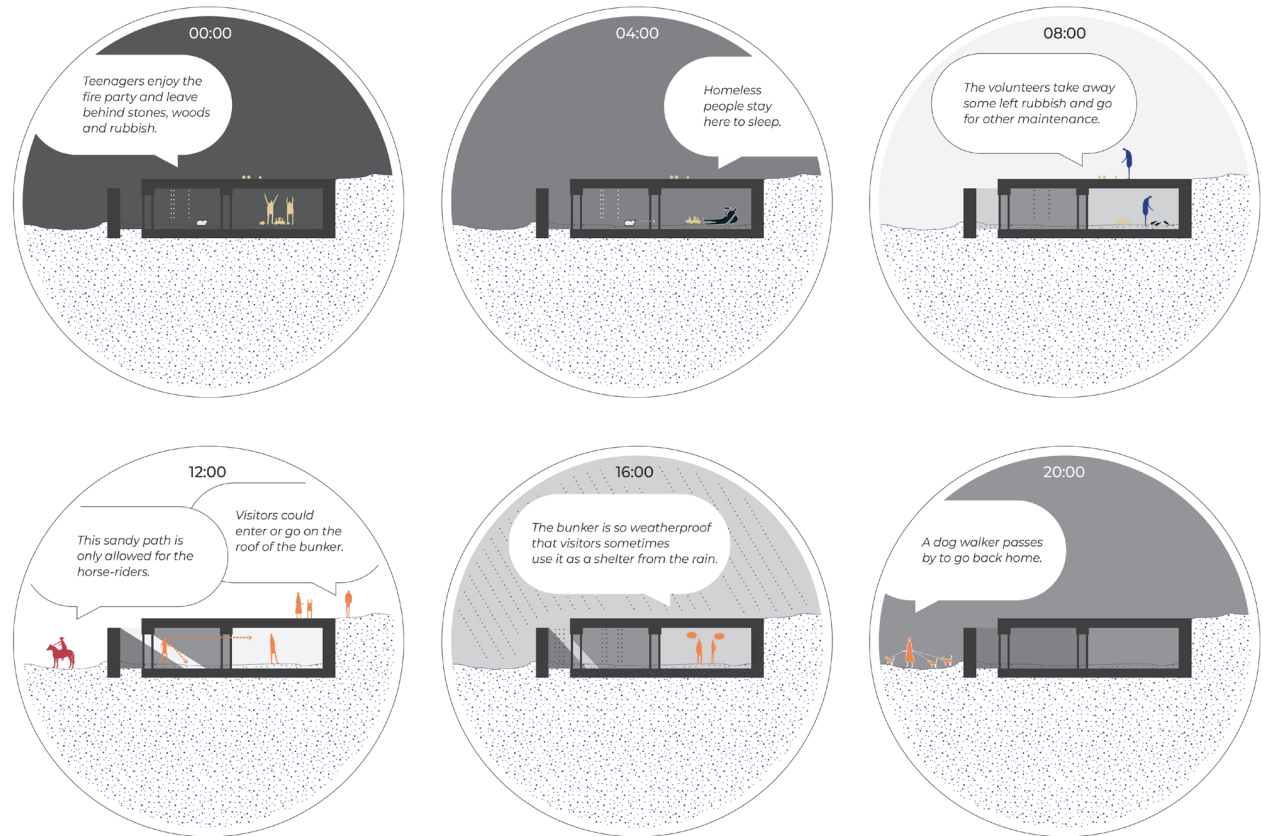 00:00
Teenagers enjoy the
fire party and leave
behind stones, woods
and rubbish.
04:00
Homeless
people stay
here to sleep.
08:00
The volunteers take away
some left rubbish and go
for other maintenance.
12:00
This sandy path is
only allowed for the
horse-riders.
Visitors could
enter or go on the
roof of the bunker.
16:00
The bunker is so weatherproof
that visitors sometimes
use it as a shelter from the rain.
20:00
A dog walker passes
by to go back home.